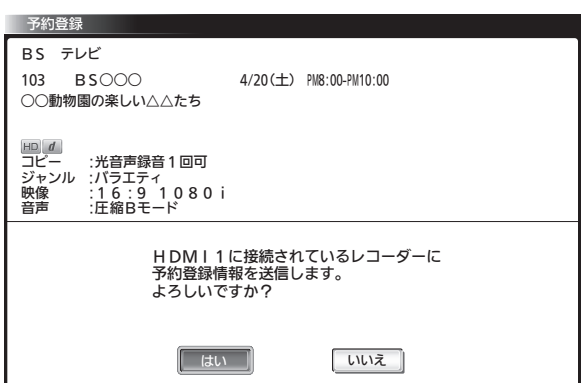 予約登録
BS テレビ
103 BS○○○ 4/20(土) PM8:00-PM10:00
○○動物園の楽しい△△たち
HD d
コピー :光音声録音1回可
ジャンル :バラエティ
映像 :16:9 1080i
音声 :圧縮Bモード
HDMI1に接続されているレコーダーに
予約登録情報を送信します。
よろしいですか?
はい いいえ